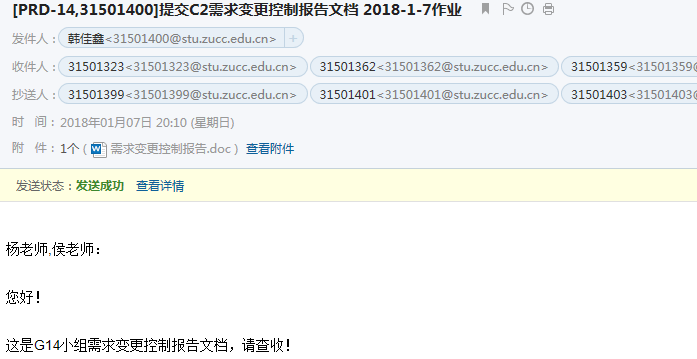 [PRD-14,31501400]提交C2需求变更控制报告文档 2018-1-7作业
发件人：韩佳鑫<31501400@stu.zucc.edu.cn>
收件人：31501323<31501323@stu.zucc.edu.cn> 31501362<31501362@stu.zucc.edu.cn> 31501359<31501359@
抄送人：31501399<31501399@stu.zucc.edu.cn> 31501401<31501401@stu.zucc.edu.cn> 31501403<31501403@
时 间：2018年01月07日 20:10 (星期日)
附 件：1个 ( 需求变更控制报告.doc ) 查看附件
发送状态：发送成功 查看详情
杨老师,侯老师：
您好！
这是G14小组需求变更控制报告文档，请查收！